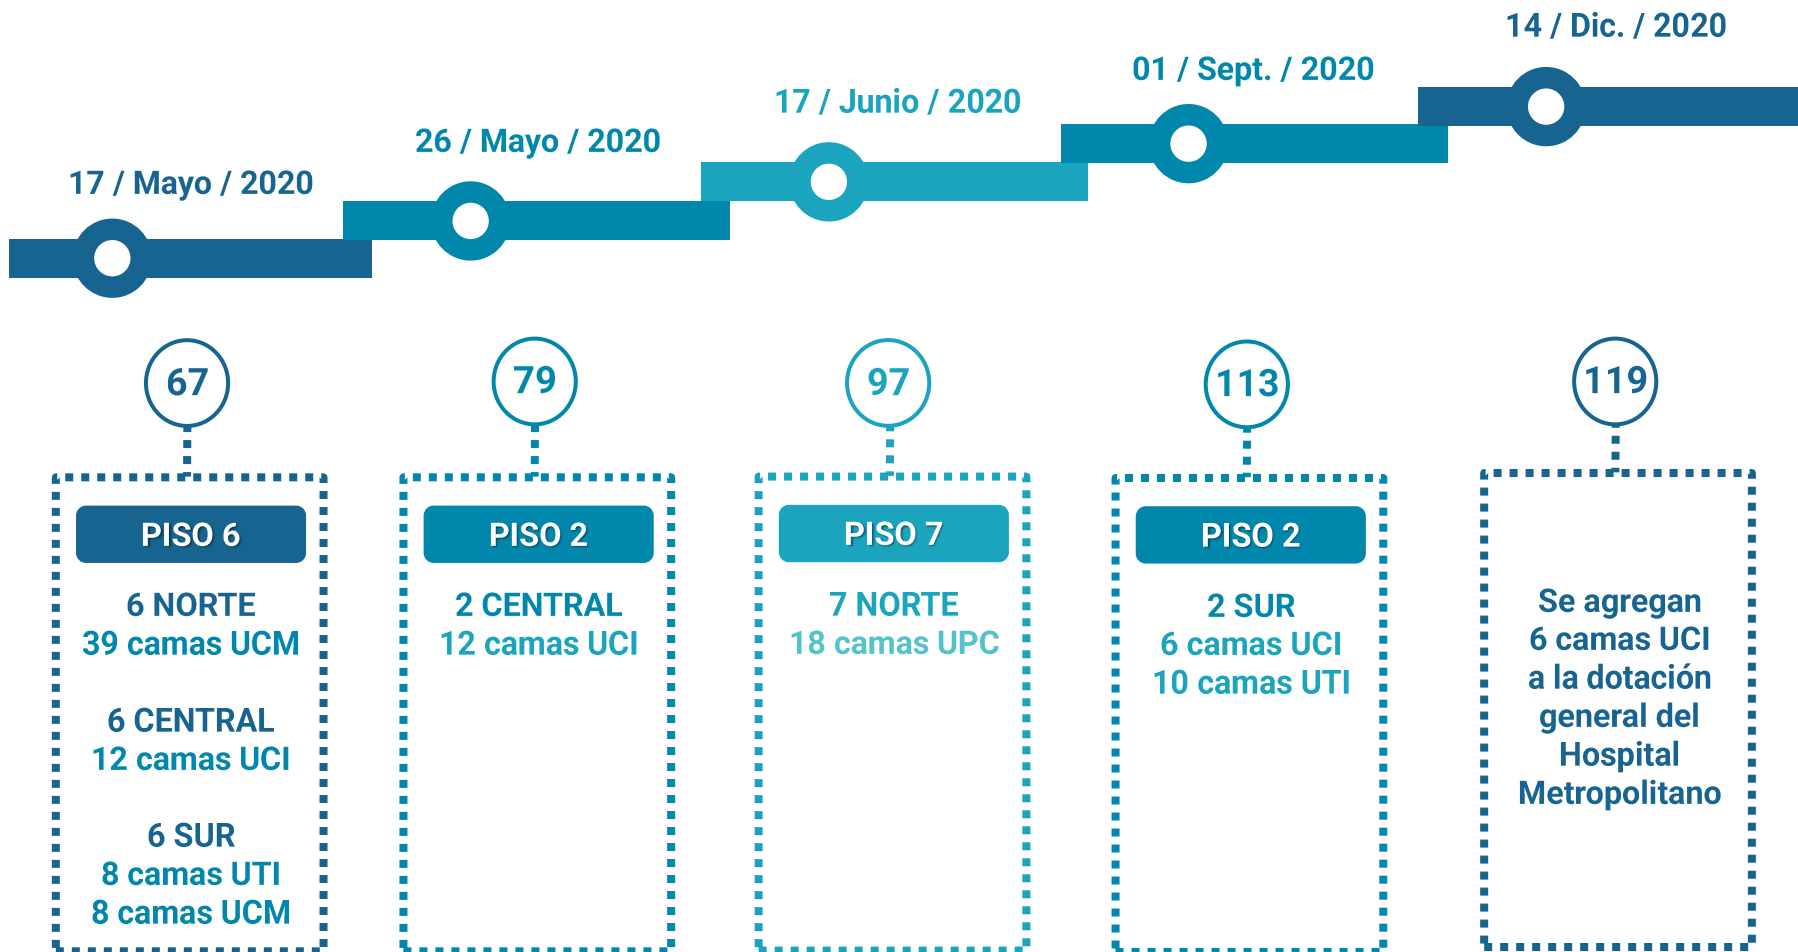 17 / Mayo / 2020
26 / Mayo / 2020
17 / Junio / 2020
01 / Sept. / 2020
14 / Dic. / 2020
67
79
97
113
119
PISO 6
6 NORTE
39 camas UCM
6 CENTRAL
12 camas UCI
6 SUR
8 camas UTI
8 camas UCM
PISO 2
2 CENTRAL
12 camas UCI
PISO 7
7 NORTE
18 camas UPC
PISO 2
2 SUR
6 camas UCI
10 camas UTI
Se agregan
6 camas UCI
a la dotación
general del
Hospital
Metropolitano